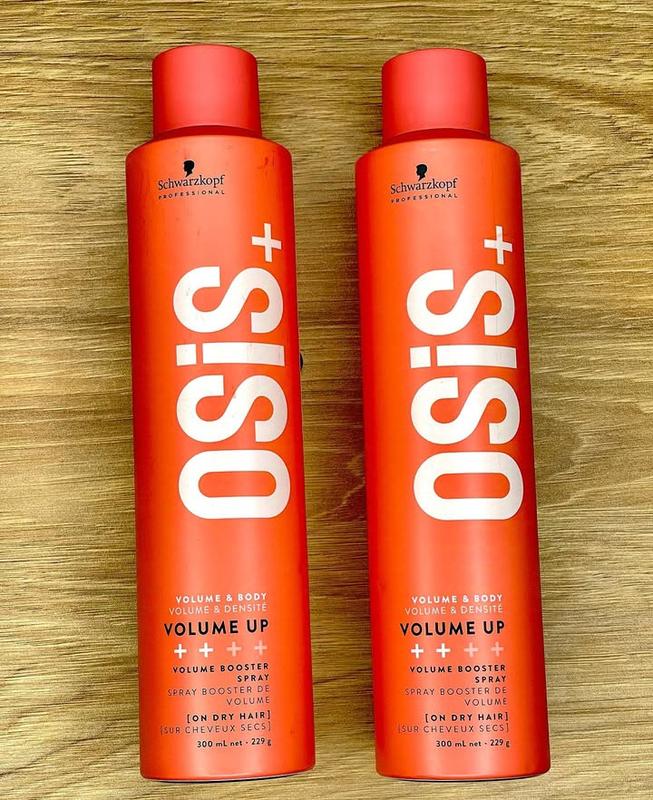 Schwarzkopf
PROFESSIONAL
OSiS+
VOLUME & BODY
VOLUME & DENSITÉ
VOLUME UP
++++
VOLUME BOOSTER
SPRAY
SPRAY BOOSTER DE
VOLUME
[ON DRY HAIR]
[SUR CHEVEUX SECS]
300 mL net • 229 g
Schwarzkopf
PROFESSIONAL
OSiS+
VOLUME & BODY
VOLUME & DENSITÉ
VOLUME UP
++++
VOLUME BOOSTER
SPRAY
SPRAY BOOSTER DE
VOLUME
[ON DRY HAIR]
[SUR CHEVEUX SECS]
300 mL net • 229 g